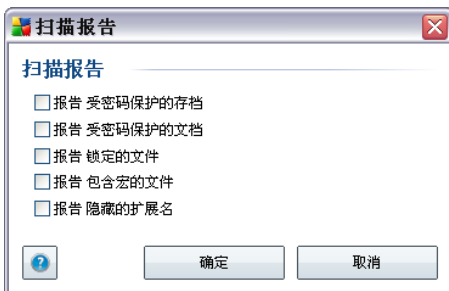 扫描报告
扫描报告
报告 受密码保护的存档
报告 受密码保护的文档
报告 锁定的文件
报告 包含宏的文件
报告 隐藏的扩展名
? 确定 取消